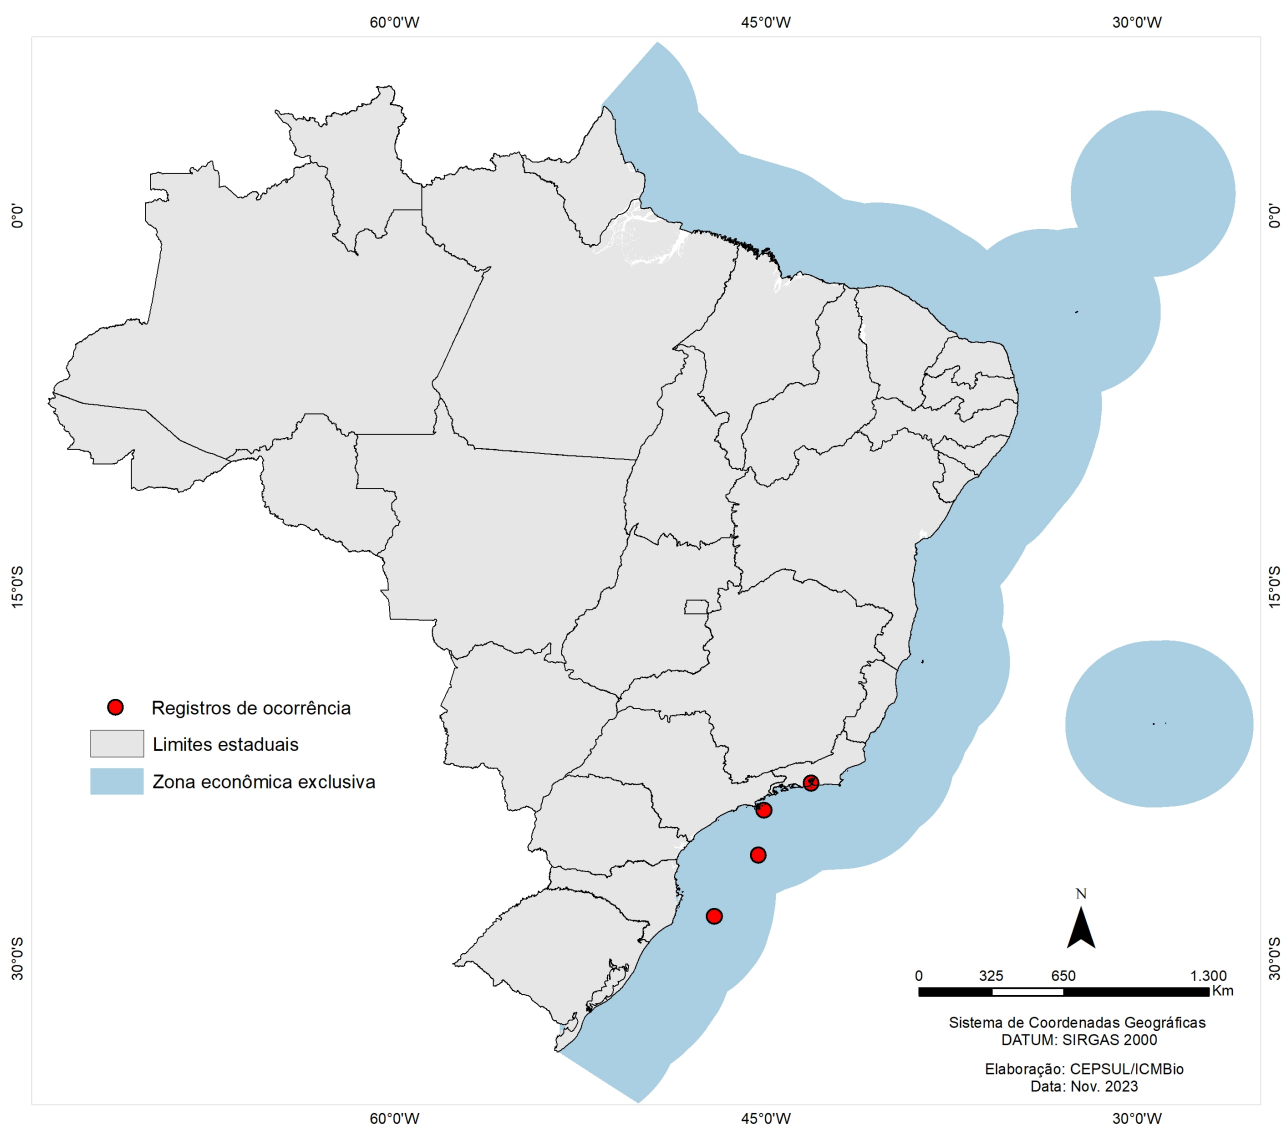 60°0'W 45°0'W 30°0'W
0°0' 0°0'
15°0'S 15°0'S
Registros de ocorrência
Limites estaduais
Zona econômica exclusiva
N
30°0'S 30°0'S
0 325 650 1.300
Km
Sistema de Coordenadas Geográficas
DATUM: SIRGAS 2000
Elaboração: CEPSUL/ICMBio
Data: Nov. 2023
60°0'W 45°0'W 30°0'W